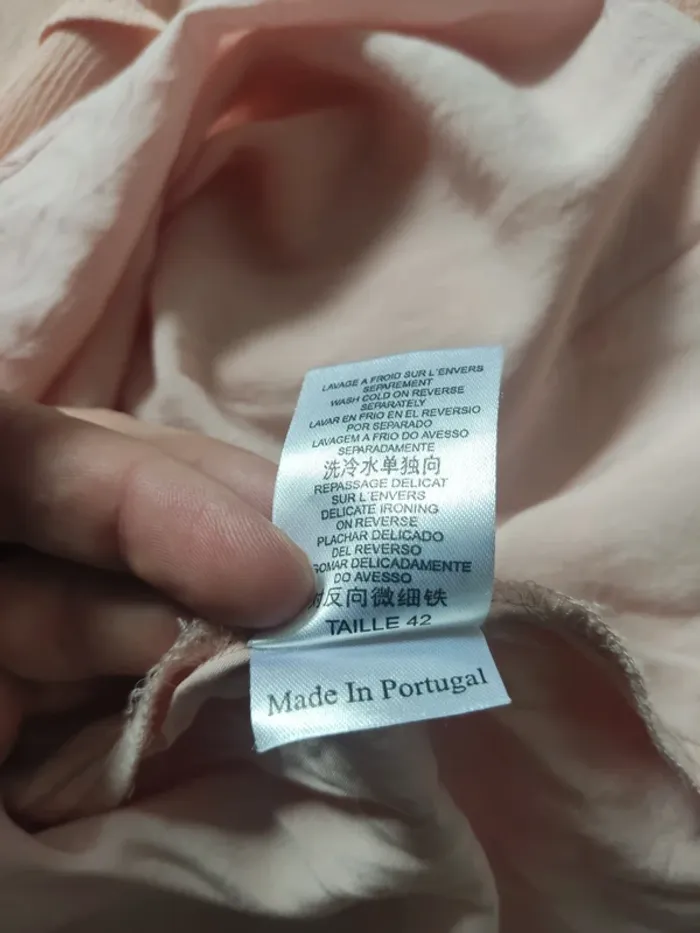 LAVAGE A FROID SUR L'ENVERS
SEPAREMENT
WASH COLD ON REVERSE
SEPARATELY
LAVAR EN FRIO EN EL REVERSIO
POR SEPARADO
LAVAGEM A FRIO DO AVESSO
SEPARADAMENTE
洗冷水单独向
REPASSAGE DELICAT
SUR L'ENVERS
DELICATE IRONING
ON REVERSE
PLACHAR DELICADO
DEL REVERSO
GOMAR DELICADAMENTE
DO AVESSO
反向微细铁
TAILLE 42
Made In Portugal